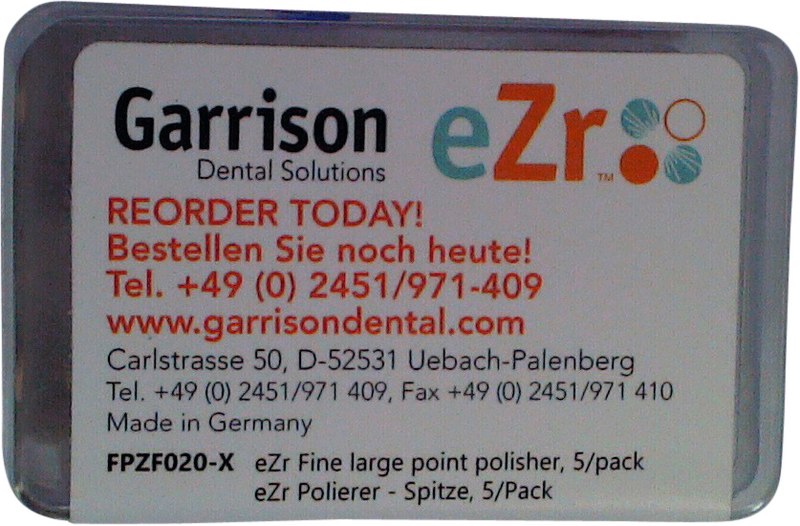 Garrison
Dental Solutions
eZr™
REORDER TODAY!
Bestellen Sie noch heute!
Tel. +49 (0) 2451/971-409
www.garrisondental.com
Carlstrasse 50, D-52531 Uebach-Palenberg
Tel. +49 (0) 2451/971 409, Fax +49 (0) 2451/971 410
Made in Germany
FPZF020-X eZr Fine large point polisher, 5/pack
eZr Polierer - Spitze, 5/Pack